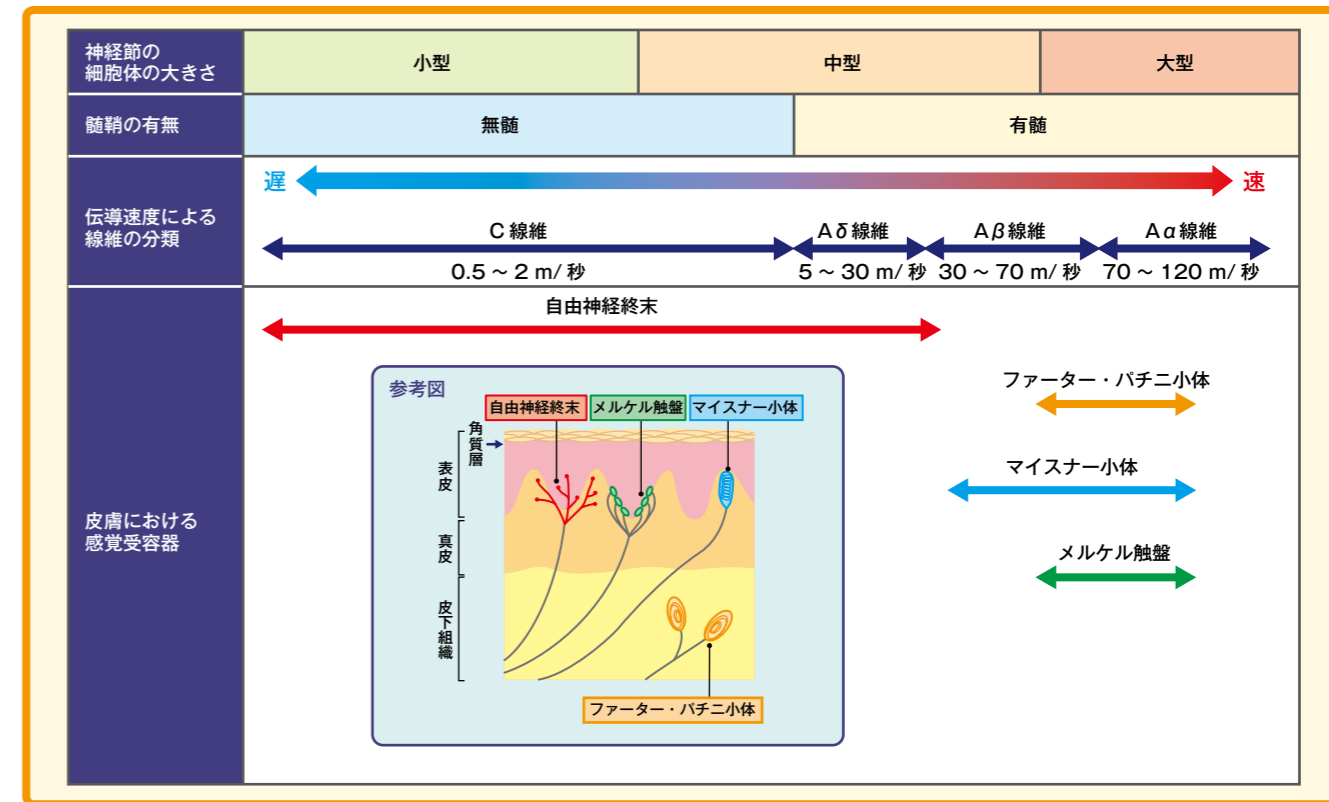 神経節の
細胞体の大きさ
小型
中型
大型
髄鞘の有無
無髄
有髄
伝導速度による
線維の分類
遅
速
C 線維
Aδ線維
Aβ線維
Aα線維
0.5 ~ 2 m/ 秒
5 ~ 30 m/ 秒
30 ~ 70 m/ 秒
70 ~ 120 m/ 秒
皮膚における
感覚受容器
自由神経終末
ファーター・パチニ小体
マイスナー小体
メルケル触盤
参考図
自由神経終末
メルケル触盤
マイスナー小体
角質層
表皮
真皮
皮下組織
ファーター・パチニ小体